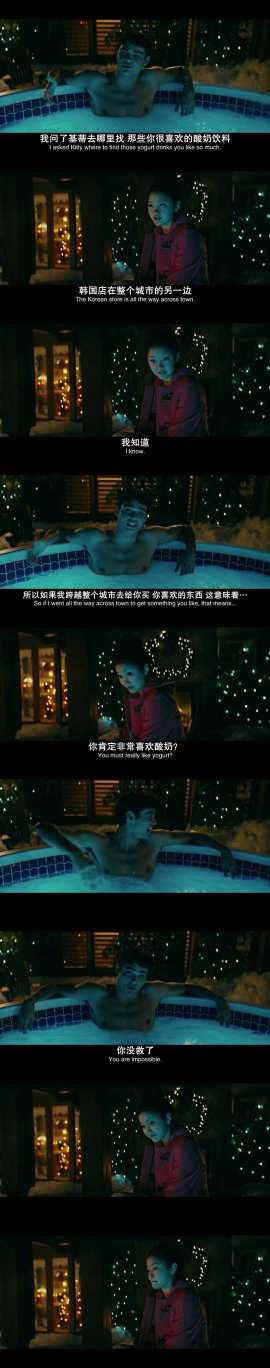 我问了基蒂去哪里找 那些你很喜欢的酸奶饮料
I asked Kitty where to find those yogurt drinks you like so much.
韩国店在整个城市的另一边
The Korean store is all the way across town.
我知道
I know.
所以如果我跨越整个城市去给你买 你喜欢的东西 这意味着…
So if I went all the way across town to get something you like, that means...
你肯定非常喜欢酸奶?
You must really like yogurt?
你没救了
You are impossible.